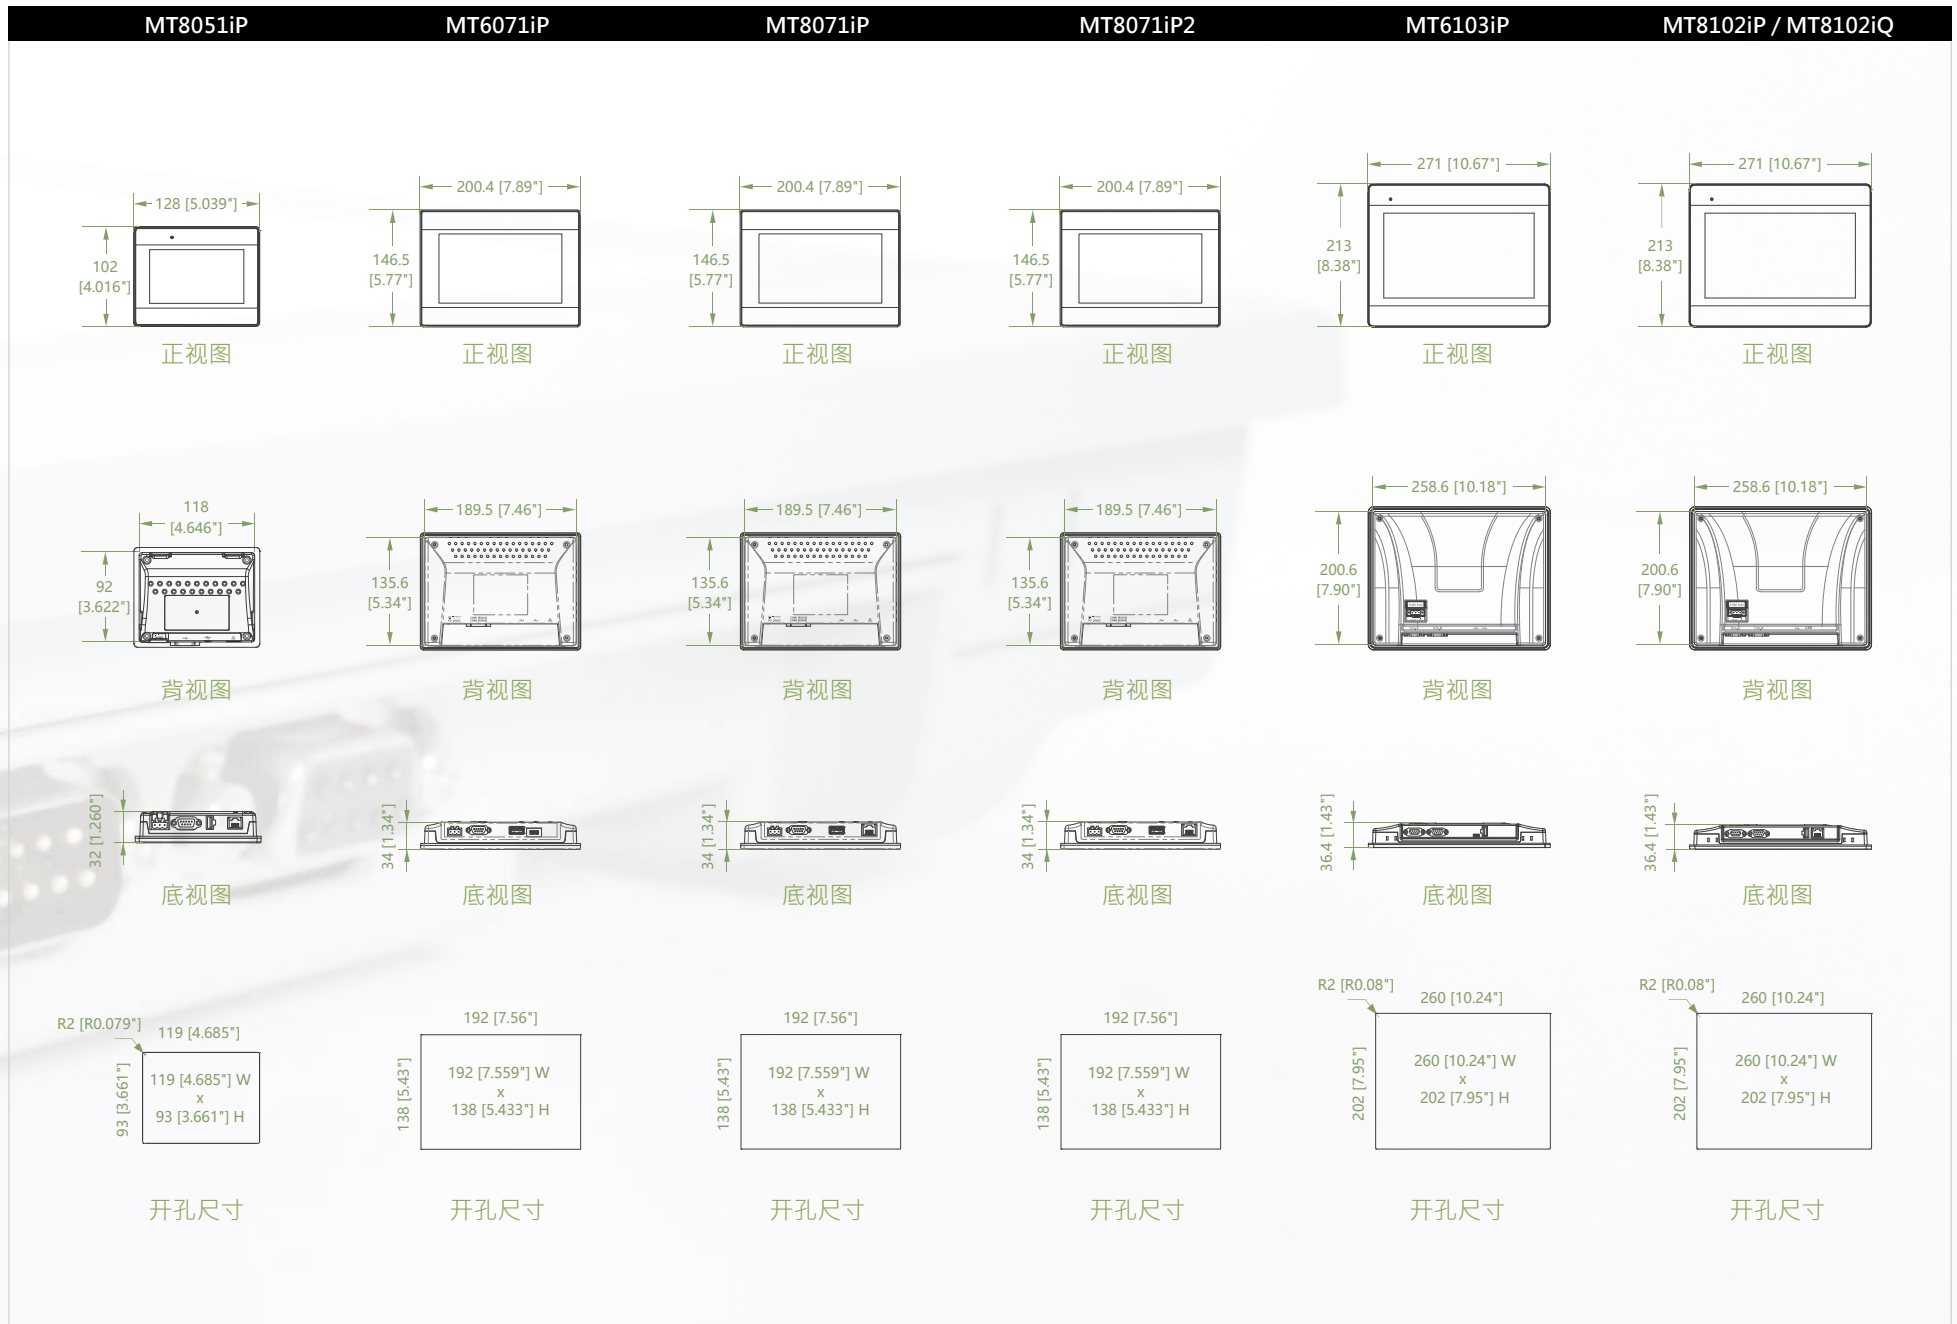 MT8051iP
MT6071iP
MT8071iP
MT8071iP2
MT6103iP
MT8102iP / MT8102iQ
128 [5.039"]
200.4 [7.89"]
200.4 [7.89"]
200.4 [7.89"]
271 [10.67"]
271 [10.67"]
102
[4.016"]
146.5
[5.77"]
146.5
[5.77"]
146.5
[5.77"]
213
[8.38"]
213
[8.38"]
正视图
正视图
正视图
正视图
正视图
正视图
118
[4.646"]
189.5 [7.46"]
189.5 [7.46"]
189.5 [7.46"]
258.6 [10.18"]
258.6 [10.18"]
92
[3.622"]
135.6
[5.34"]
135.6
[5.34"]
135.6
[5.34"]
200.6
[7.90"]
200.6
[7.90"]
背视图
背视图
背视图
背视图
背视图
背视图
32 [1.260"]
34 [1.34"]
34 [1.34"]
34 [1.34"]
36.4 [1.43"]
36.4 [1.43"]
底视图
底视图
底视图
底视图
底视图
底视图
R2 [R0.079"]
119 [4.685"]
93 [3.661"]
119 [4.685"] W
x
93 [3.661"] H
192 [7.56"]
138 [5.43"]
192 [7.559"] W
x
138 [5.433"] H
192 [7.56"]
138 [5.43"]
192 [7.559"] W
x
138 [5.433"] H
192 [7.56"]
138 [5.43"]
192 [7.559"] W
x
138 [5.433"] H
R2 [R0.08"]
260 [10.24"]
202 [7.95"]
260 [10.24"] W
x
202 [7.95"] H
R2 [R0.08"]
260 [10.24"]
202 [7.95"]
260 [10.24"] W
x
202 [7.95"] H
开孔尺寸
开孔尺寸
开孔尺寸
开孔尺寸
开孔尺寸
开孔尺寸